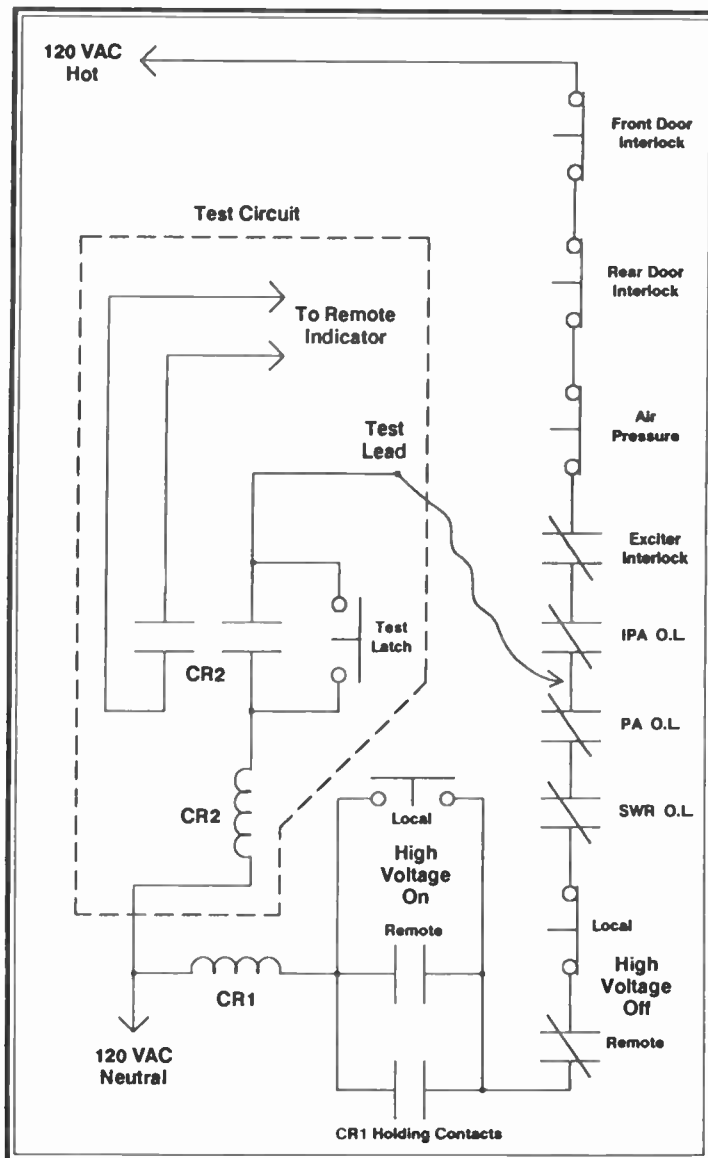 120 VAC
Hot
Front Door
Interlock
Test Circuit
Rear Door
Interlock
To Remote
Indicator
Air
Pressure
Test
Lead
Exciter
Interlock
Test
Latch
IPA O.L.
CR2
PA O.L.
CR2
SWR O.L.
Local
High
Voltage
On
Local
Remote
High
Voltage
Off
CR1
Remote
120 VAC
Neutral
CR1 Holding Contacts